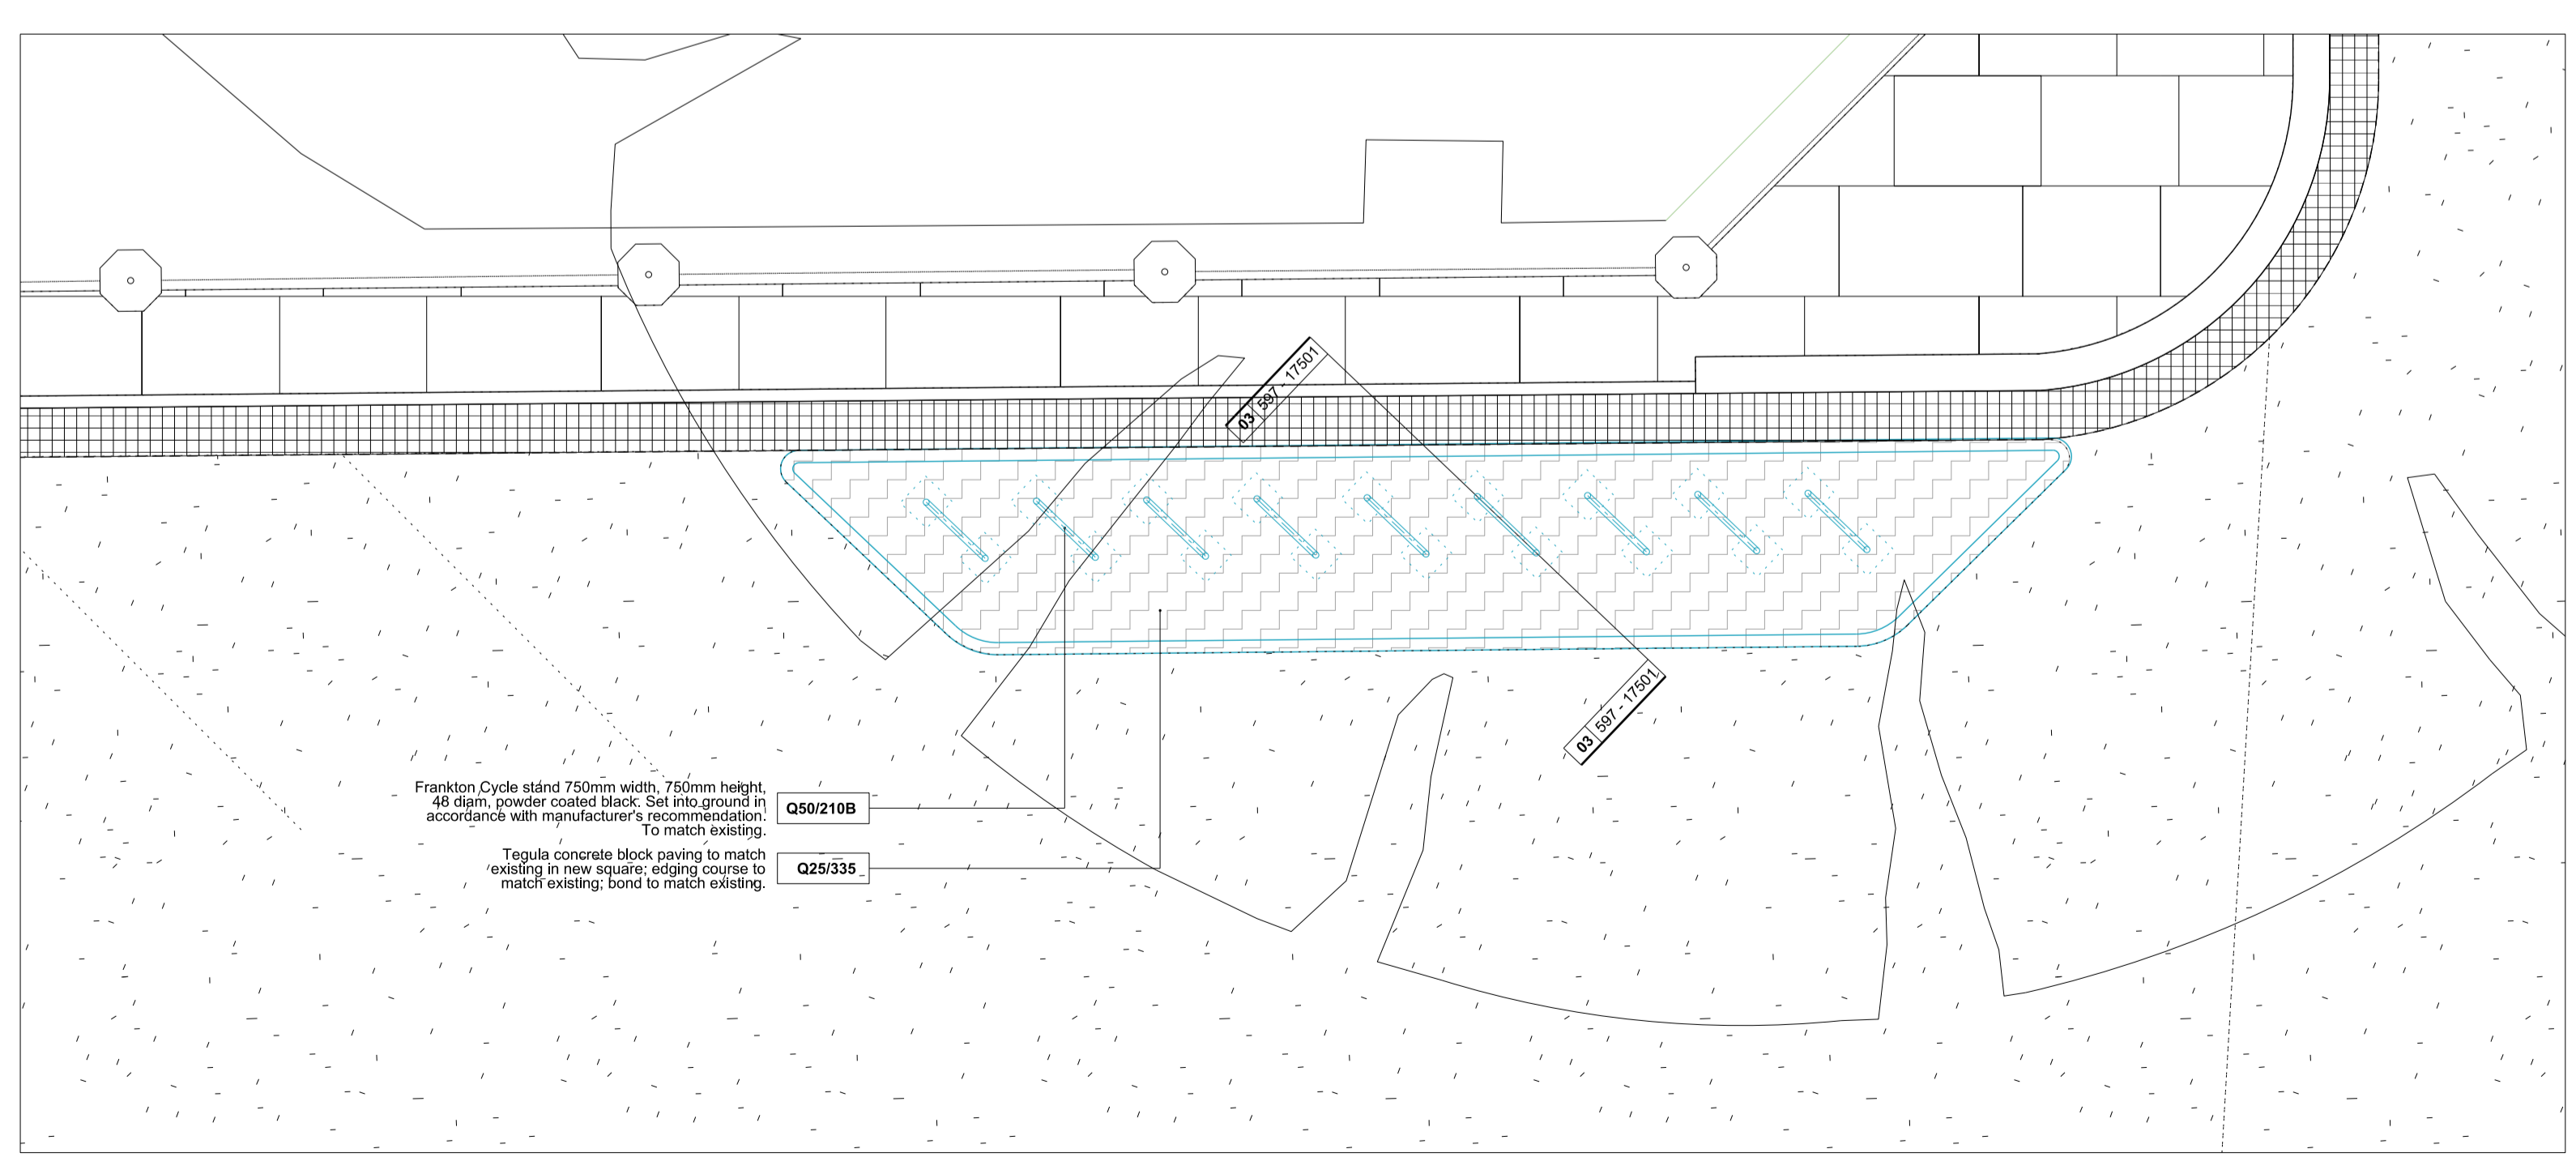 03 597 - 17501
03 597 - 17501
Frankton Cycle stand 750mm width, 750mm height,
48 diam, powder coated black. Set into ground in
accordance with manufacturer's recommendation.
To match existing.
Q50/210B
Tegula concrete block paving to match
existing in new square; edging course to
match existing; bond to match existing.
Q25/335